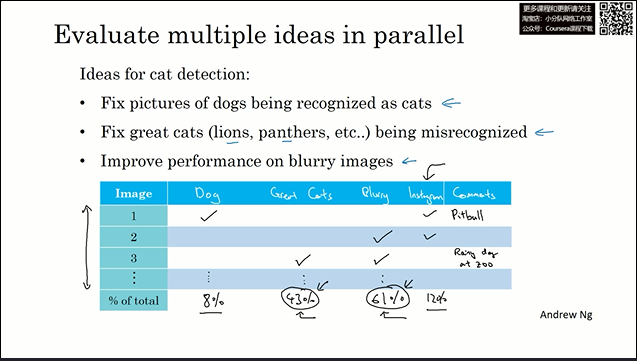 更多课程和更新请关注
淘宝店：小分队网络工作室
公众号：Coursera课程下载
Evaluate multiple ideas in parallel
Ideas for cat detection:
• Fix pictures of dogs being recognized as cats
• Fix great cats (lions, panthers, etc..) being misrecognized
• Improve performance on blurry images
Image Dog Great Cats Blurry Instagram Comments
1 ✓ ✓ Pitbull
2 ✓ ✓
3 ✓ ✓ Rainy day
at zoo
⋮ ⋮ ⋮ ⋮
% of total 8% 43% 61% 12%
Andrew Ng